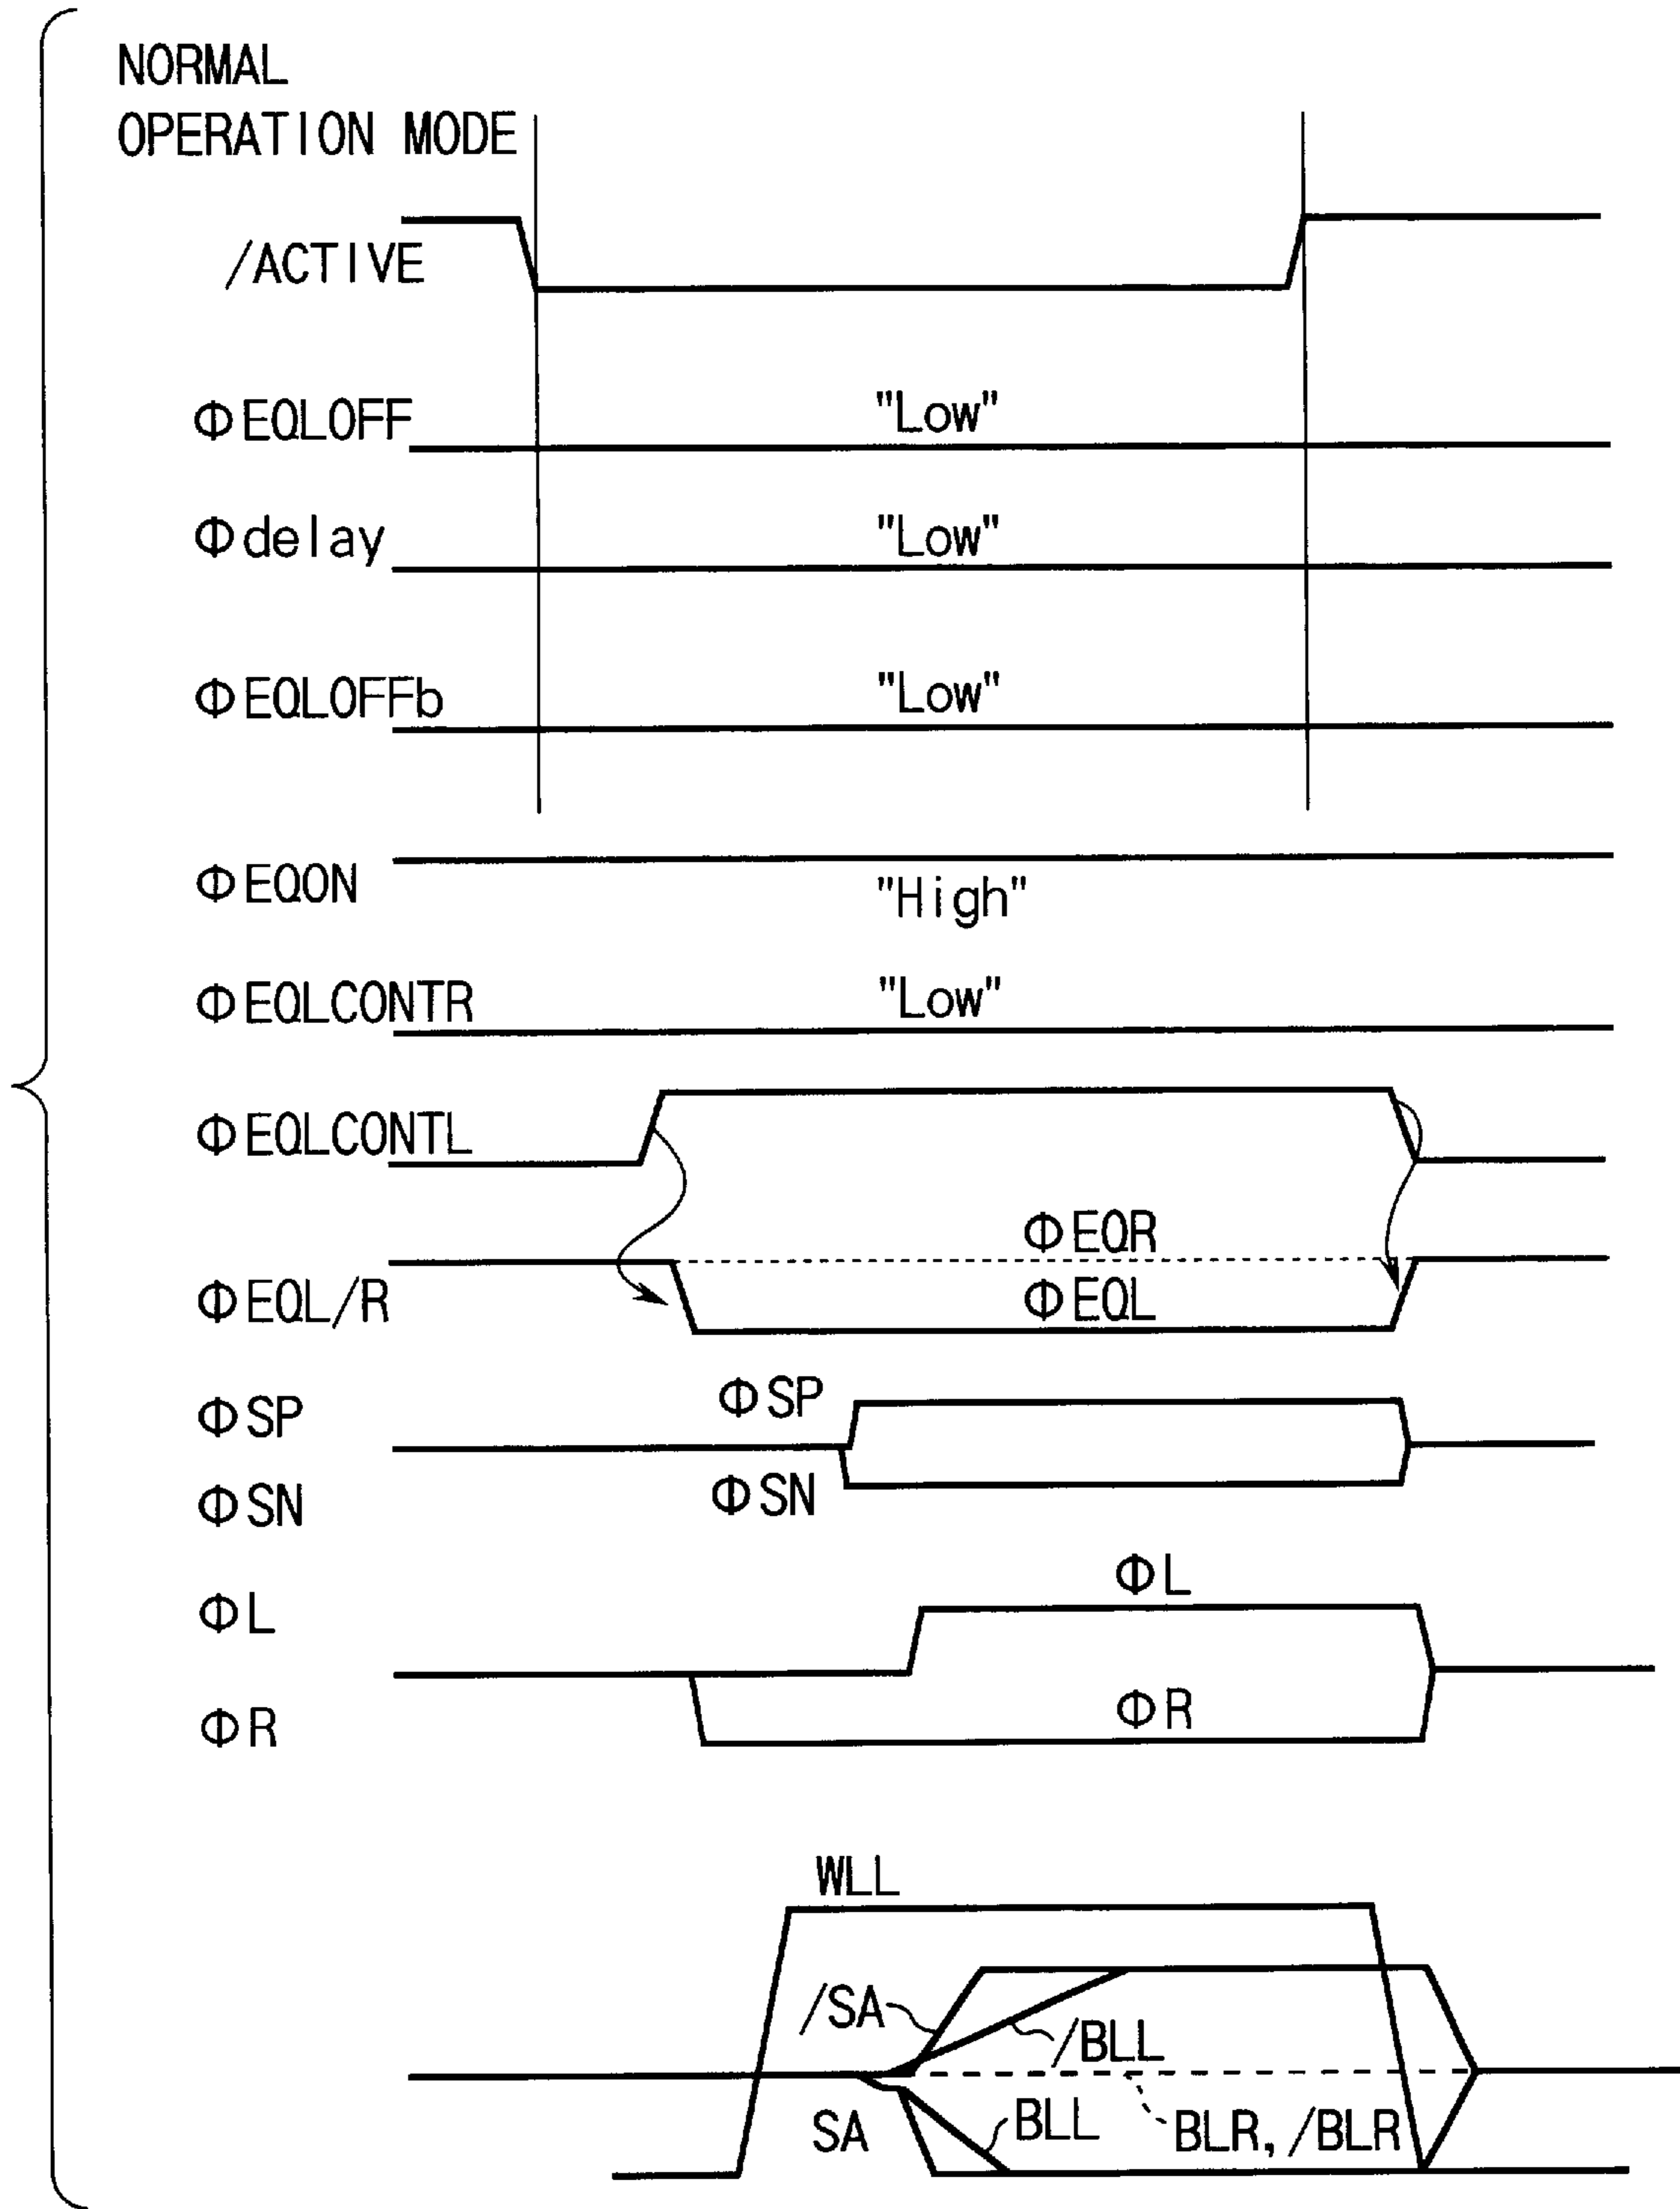 NORMAL
OPERATION MODE
/ACTIVE
ΦEQLOFF
"Low"
Φdelay
"Low"
ΦEQLOFFb
"Low"
ΦEQON
"High"
ΦEQLCONTR
"Low"
ΦEQLCONTL
ΦEQR
ΦEQL/R
ΦEQL
ΦSP
ΦSP
ΦSN
ΦSN
ΦL
ΦL
ΦR
ΦR
WLL
/SA
/BLL
SA
BLL
BLR, /BLR